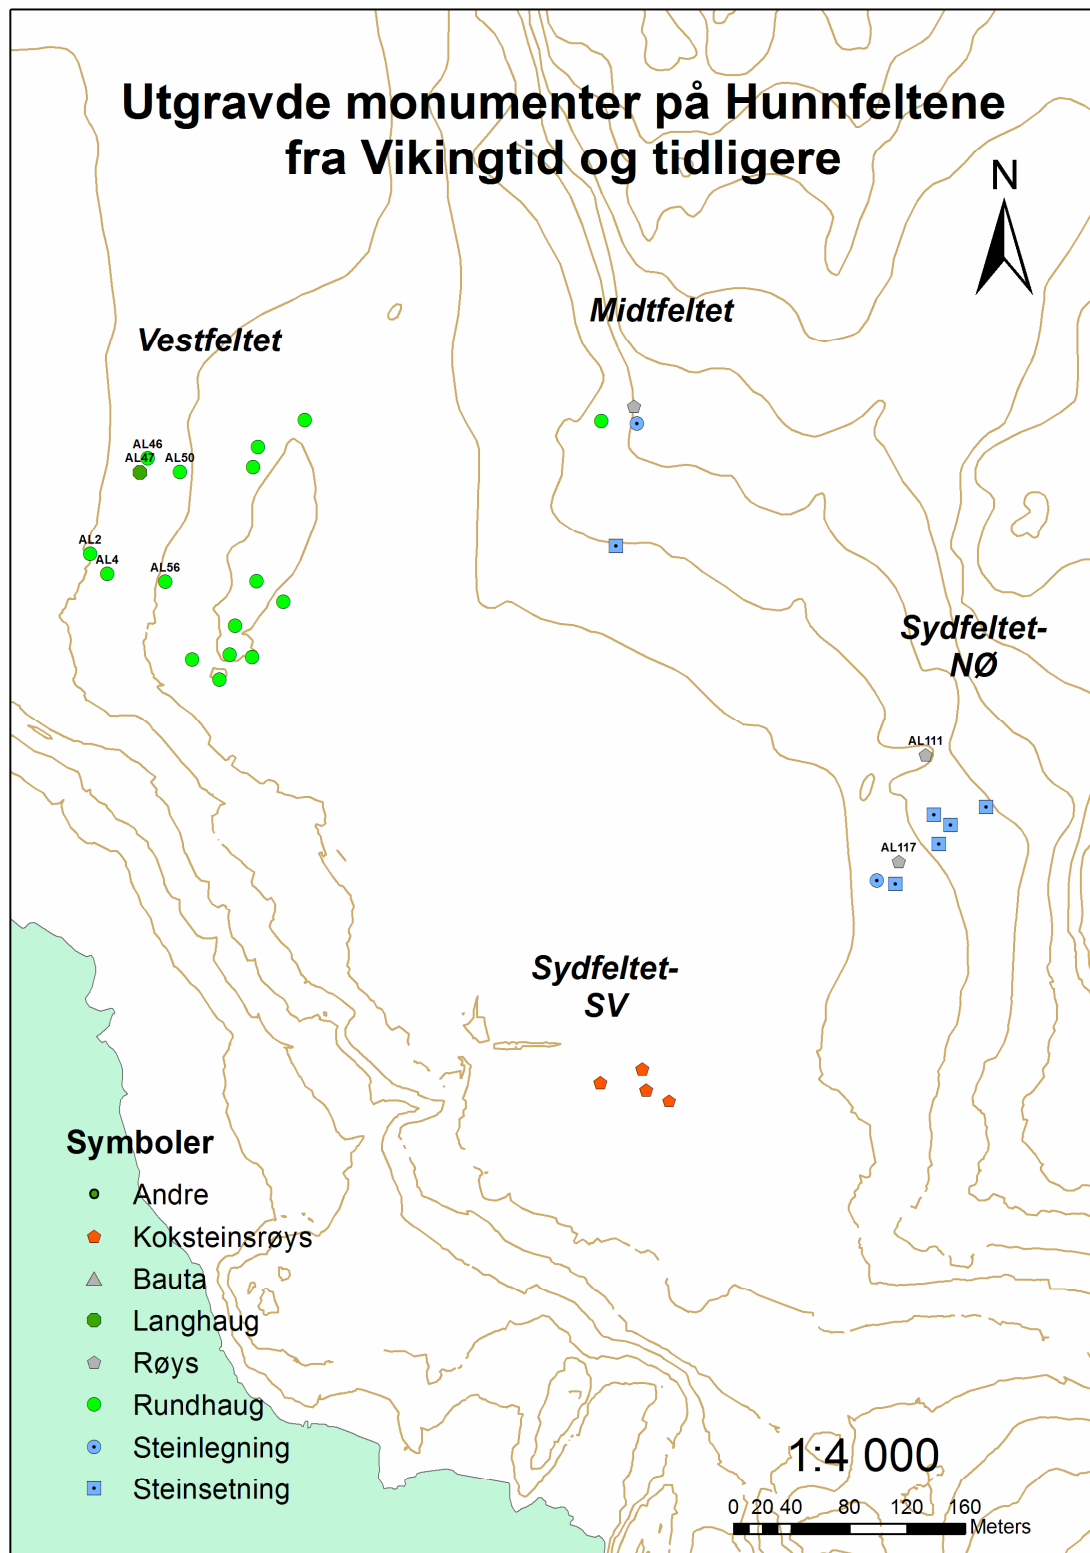 Utgravde monumenter på Hunnfeltene
fra Vikingtid og tidligere
N
Midtfeltet
Vestfeltet
AL46
AL47 AL50
AL2
AL4
AL56
Sydfeltet-
NØ
AL111
AL117
Sydfeltet-
SV
Symboler
Andre
Koksteinsrøys
Bauta
Langhaug
Røys
Rundhaug
Steinlegning
Steinsetning
1:4 000
0 20 40 80 120 160
Meters